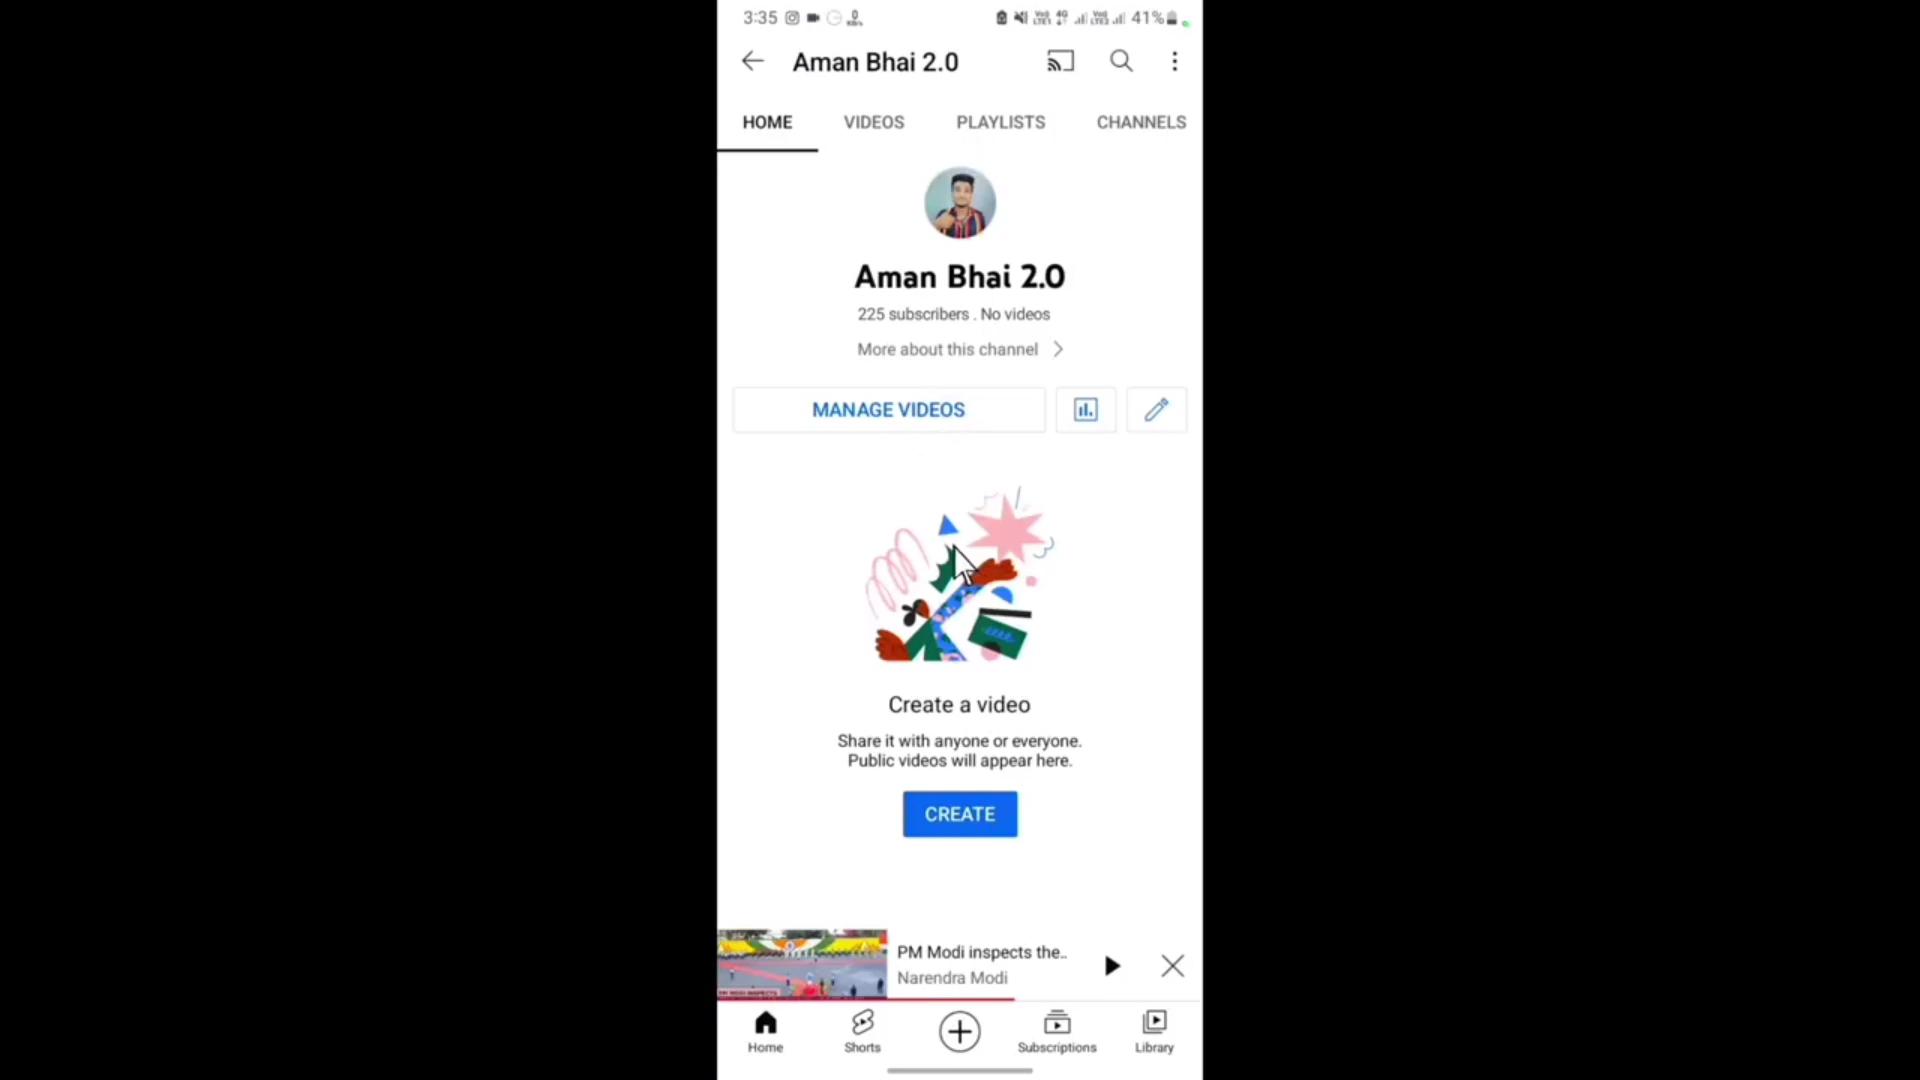 3:35 41%
Aman Bhai 2.0
HOME VIDEOS PLAYLISTS CHANNELS
Aman Bhai 2.0
225 subscribers . No videos
More about this channel
MANAGE VIDEOS
Create a video
Share it with anyone or everyone.
Public videos will appear here.
CREATE
PM Modi inspects the..
Narendra Modi
Home Shorts Subscriptions Library